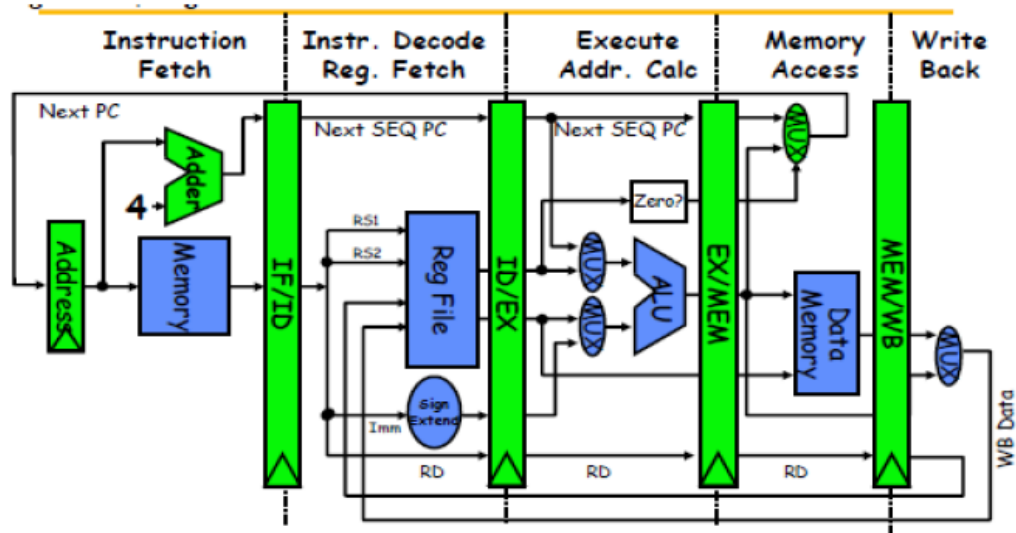 Instruction
Fetch
Instr. Decode
Reg. Fetch
Execute
Addr. Calc
Memory
Access
Write
Back
Next PC
Next SEQ PC
Next SEQ PC
MUX
Adder
4
Zero?
Address
Memory
IF/ID
RS1
RS2
Reg File
ID/EX
MUX
MUX
ALU
EX/MEM
Data
Memory
MEM/WB
MUX
Sign
Extend
Imm
RD
RD
RD
WB Data